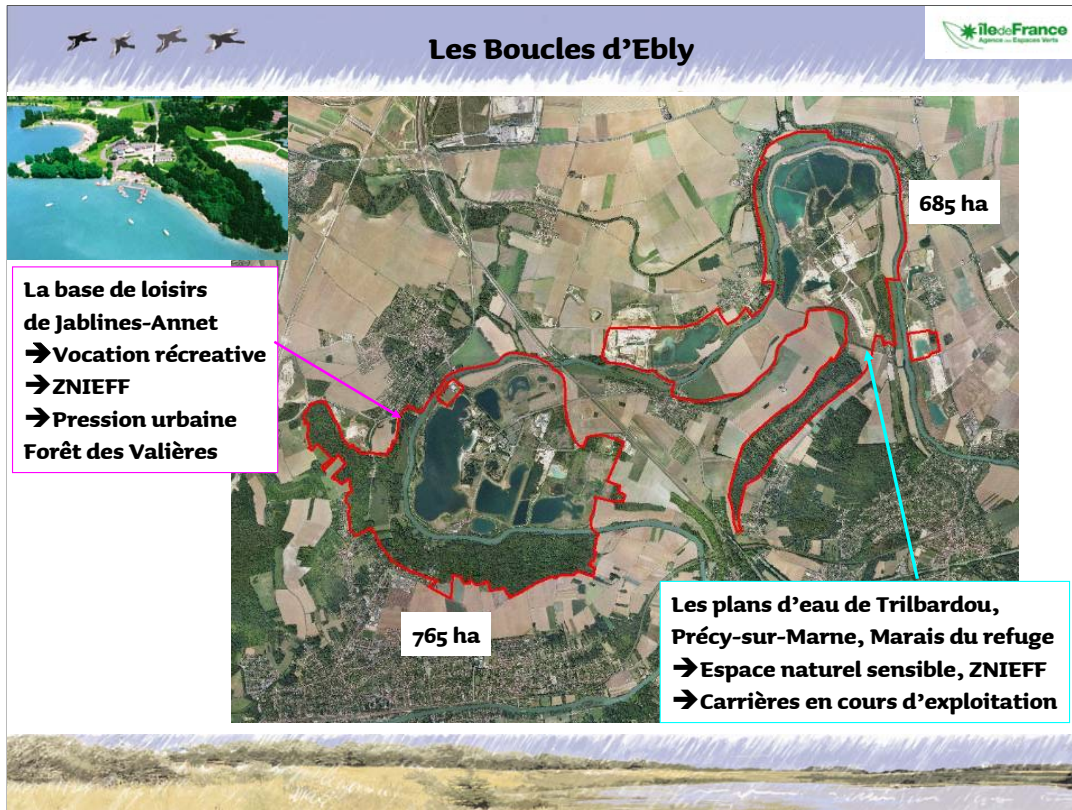 Les Boucles d'Ebly
îledeFrance
Agence des Espaces Verts
685 ha
La base de loisirs
de Jablines-Annet
➔Vocation récreative
➔ZNIEFF
➔Pression urbaine
Forêt des Valières
765 ha
Les plans d'eau de Trilbardou,
Précy-sur-Marne, Marais du refuge
➔Espace naturel sensible, ZNIEFF
➔Carrières en cours d'exploitation